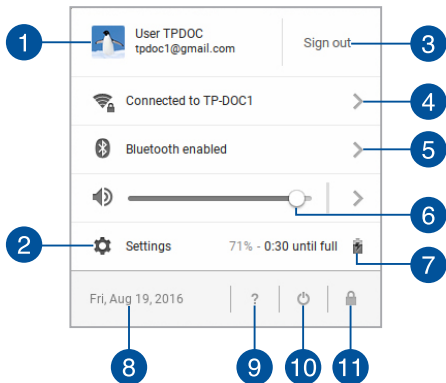 1
User TPDOC
tpdoc1@gmail.com
Sign out
3
Connected to TP-DOC1
4
Bluetooth enabled
5
6
2
Settings
71% - 0:30 until full
7
Fri, Aug 19, 2016
?
8
9
10
11